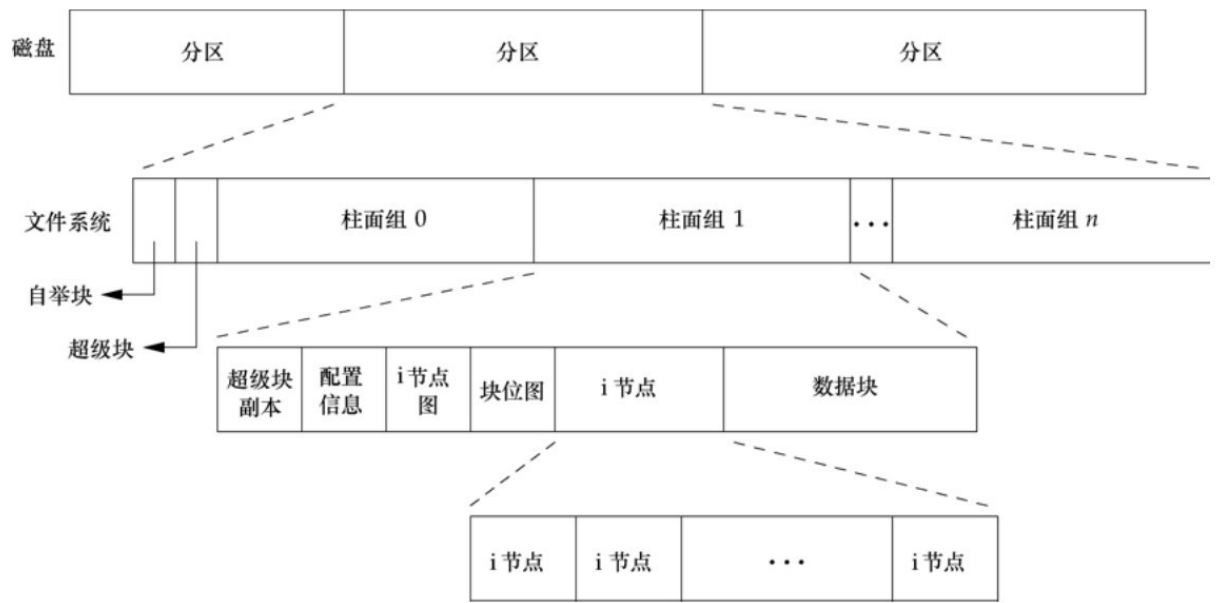 磁盘
分区
分区
分区
文件系统
柱面组 0
柱面组 1
•••
柱面组 n
自举块
超级块
超级块
副本
配置
信息
i 节点
图
块位图
i 节点
数据块
i 节点
i 节点
•••
i 节点